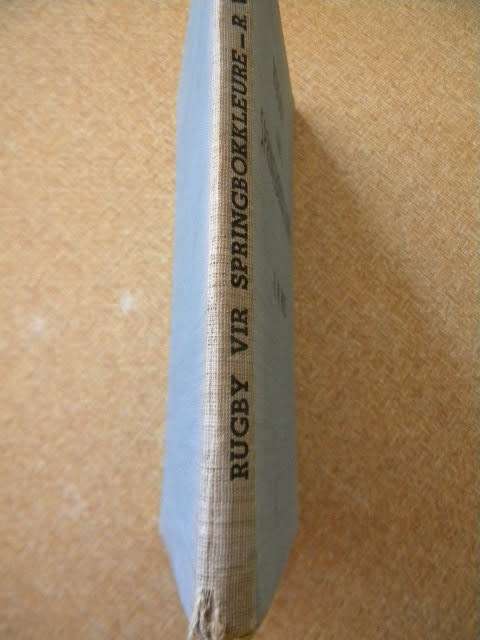 RUGBY VIR SPRINGBOKKLEURE – R